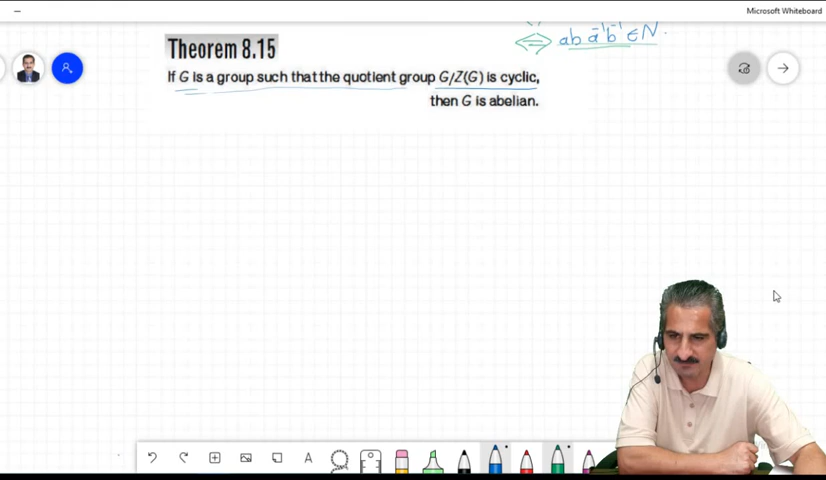 Microsoft Whiteboard
⟺ ab a⁻¹b⁻¹ ∈ N.
Theorem 8.15
If G is a group such that the quotient group G/Z(G) is cyclic,
then G is abelian.
A